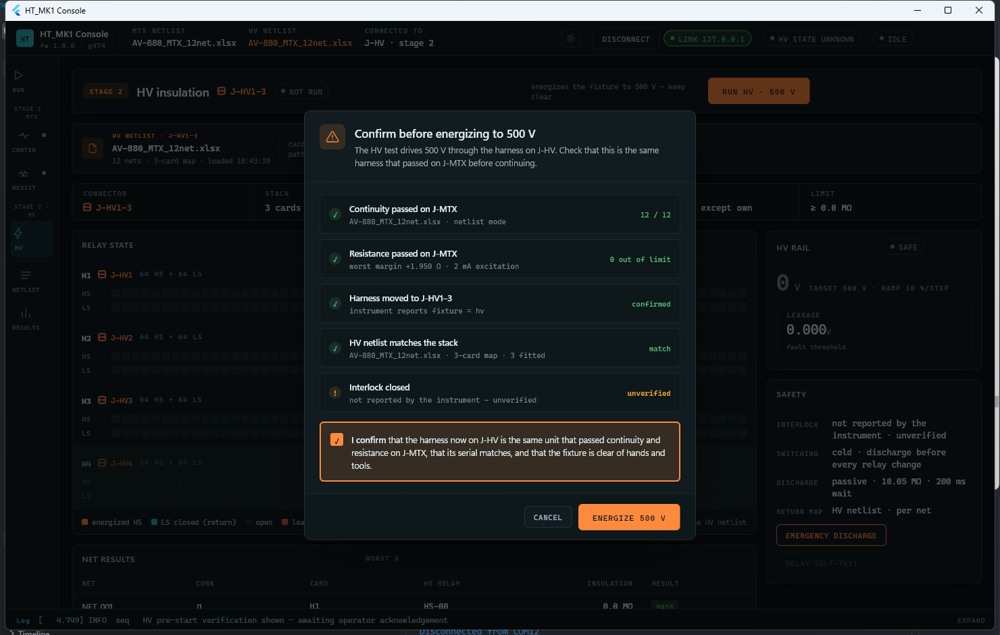 HT_MK1 Console
HT
HT_MK1 Console
fw 1.0.0 · g474
MTX NETLIST
AV-880_MTX_12net.xlsx
HV NETLIST
AV-880_MTX_12net.xlsx
CONNECTED TO
J-HV · stage 2
DISCONNECT
LINK 127.0.0.1
HV STATE UNKNOWN
IDLE
RUN
STAGE 1 ·
MTX
CONTIN
RESIST
STAGE 2 ·
HV
HV
NETLIST
RESULTS
STAGE 2
HV insulation
J-HV1-3
NOT RUN
energizes the fixture to 500 V — keep
clear
RUN HV · 500 V
HV NETLIST · J-HV1-3
AV-880_MTX_12net.xlsx
12 nets · 3-card map · loaded 10:43:10
card
patt
CONNECTOR
J-HV1-3
STACK
3 cards
except own
LIMIT
≥ 0.0 MΩ
RELAY STATE
H1 J-HV1 64 HS + 64 LS
HS
LS
H2 J-HV2 64 HS + 64 LS
HS
LS
H3 J-HV3 64 HS + 64 LS
HS
LS
H4 J-HV4 64 HS + 64 LS
HS
LS
energized HS
LS closed (return)
open
lea
HV netlist
NET RESULTS
WORST 6
NET CONN CARD HS RELAY INSULATION RESULT
NET 001 J1 H1 HS-00 0.0 MΩ PASS
HV RAIL
SAFE
0 V TARGET 500 V · RAMP 10 %/STEP
LEAKAGE
0.000V
fault threshold
SAFETY
INTERLOCK not reported by the
instrument · unverified
SWITCHING cold · discharge before
every relay change
DISCHARGE passive · 10.05 MΩ · 200 ms
wait
RETURN MAP HV netlist · per net
EMERGENCY DISCHARGE
RELAY SELF-TEST
Confirm before energizing to 500 V
The HV test drives 500 V through the harness on J-HV. Check that this is the same
harness that passed on J-MTX before continuing.
Continuity passed on J-MTX
AV-880_MTX_12net.xlsx · netlist mode
12 / 12
Resistance passed on J-MTX
worst margin +1.950 Ω · 2 mA excitation
0 out of limit
Harness moved to J-HV1–3
instrument reports fixture = hv
confirmed
HV netlist matches the stack
AV-880_MTX_12net.xlsx · 3-card map · 3 fitted
match
Interlock closed
not reported by the instrument — unverified
unverified
I confirm that the harness now on J-HV is the same unit that passed continuity and
resistance on J-MTX, that its serial matches, and that the fixture is clear of hands and
tools.
CANCEL
ENERGIZE 500 V
Log [ 4.749] INFO seq HV pre-start verification shown — awaiting operator acknowledgement
EXPAND
Timeline
Disconnected from COM12